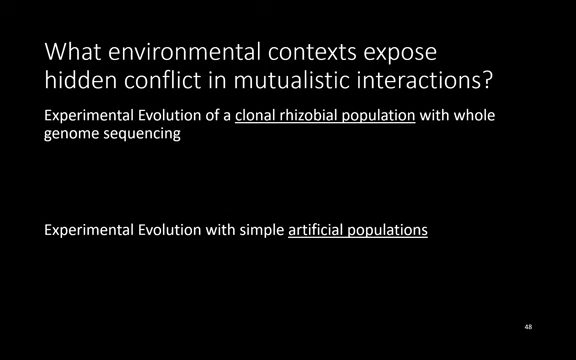 What environmental contexts expose
hidden conflict in mutualistic interactions?
Experimental Evolution of a clonal rhizobial population with whole
genome sequencing
Experimental Evolution with simple artificial populations
48